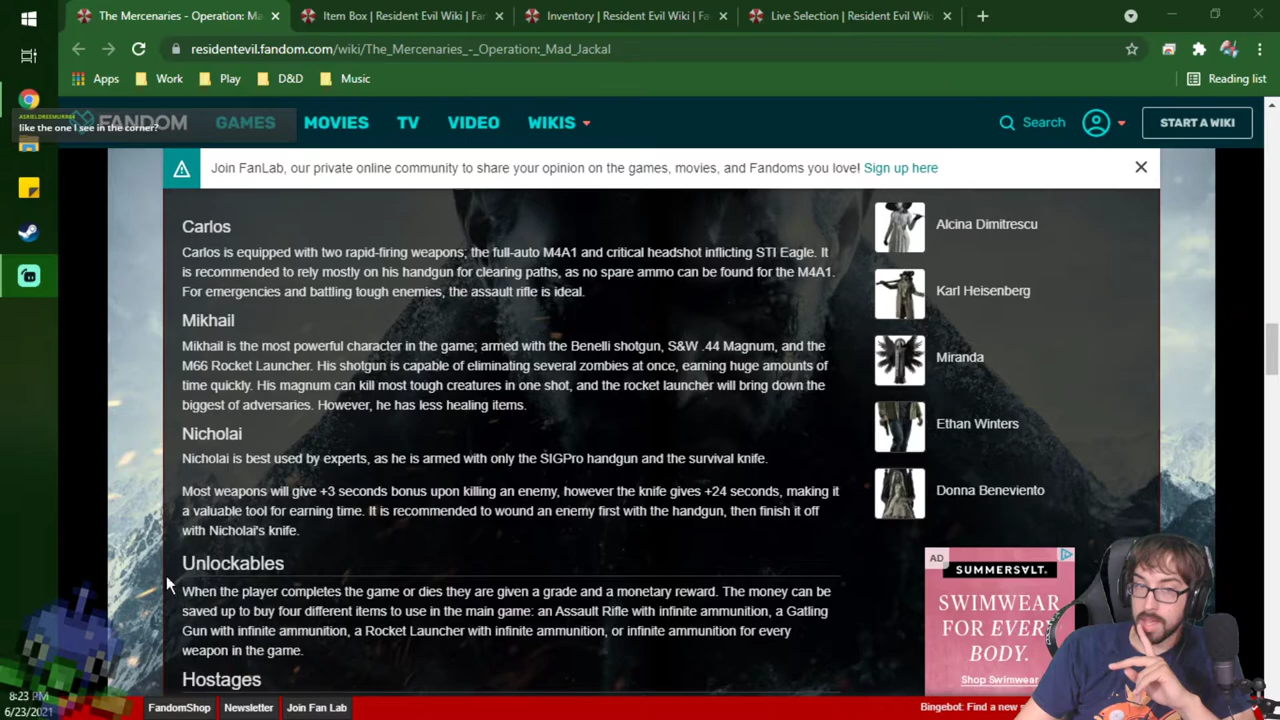 The Mercenaries - Operation: Ma
Item Box | Resident Evil Wiki | Fan
Inventory | Resident Evil Wiki | Fa
Live Selection | Resident Evil Wiki
residentevil.fandom.com/wiki/The_Mercenaries_-_Operation:_Mad_Jackal
Apps
Work
Play
D&D
Music
Reading list
like the one I see in the corner?
FANDOM
GAMES
MOVIES
TV
VIDEO
WIKIS
Search
START A WIKI
Join FanLab, our private online community to share your opinion on the games, movies, and Fandoms you love! Sign up here
Carlos
Carlos is equipped with two rapid-firing weapons; the full-auto M4A1 and critical headshot inflicting STI Eagle. It
is recommended to rely mostly on his handgun for clearing paths, as no spare ammo can be found for the M4A1.
For emergencies and battling tough enemies, the assault rifle is ideal.
Mikhail
Mikhail is the most powerful character in the game; armed with the Benelli shotgun, S&W .44 Magnum, and the
M66 Rocket Launcher. His shotgun is capable of eliminating several zombies at once, earning huge amounts of
time quickly. His magnum can kill most tough creatures in one shot, and the rocket launcher will bring down the
biggest of adversaries. However, he has less healing items.
Nicholai
Nicholai is best used by experts, as he is armed with only the SIGPro handgun and the survival knife.
Most weapons will give +3 seconds bonus upon killing an enemy, however the knife gives +24 seconds, making it
a valuable tool for earning time. It is recommended to wound an enemy first with the handgun, then finish it off
with Nicholai's knife.
Unlockables
When the player completes the game or dies they are given a grade and a monetary reward. The money can be
saved up to buy four different items to use in the main game: an Assault Rifle with infinite ammunition, a Gatling
Gun with infinite ammunition, a Rocket Launcher with infinite ammunition, or infinite ammunition for every
weapon in the game.
Hostages
Alcina Dimitrescu
Karl Heisenberg
Miranda
Ethan Winters
Donna Beneviento
AD
SUMMERSALT.
SWIMWEAR
FOR EVERY
BODY.
Shop Swimwear
8:23 PM
6/23/2021
FandomShop
Newsletter
Join Fan Lab
Bingebot: Find a new s